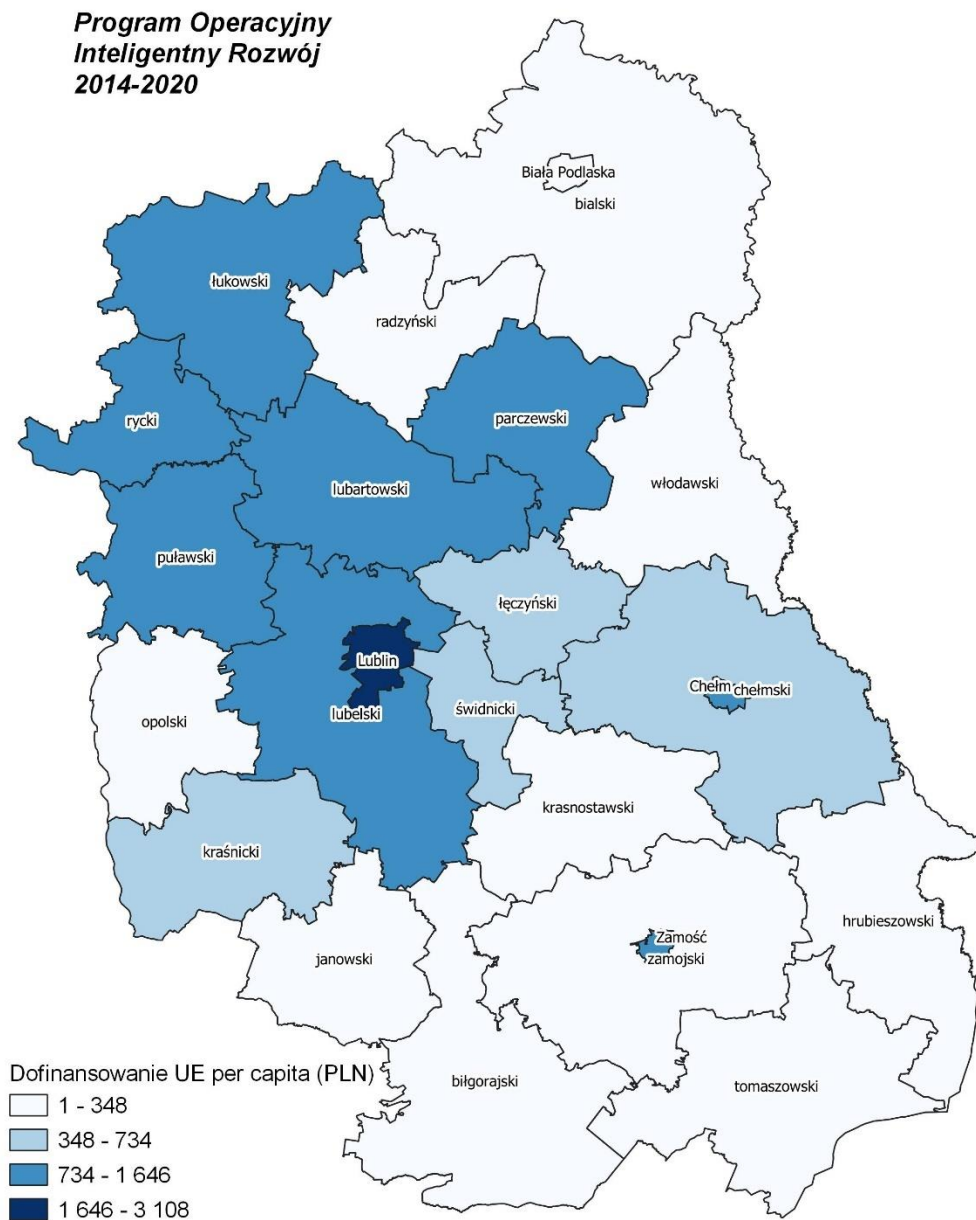 Program Operacyjny
Inteligentny Rozwój
2014-2020
Biała Podlaska
bialski
łukowski
radzyński
rycki
parczewski
lubartowski
włodawski
puławski
łęczyński
Lublin
Chełm
chełmski
lubelski
świdnicki
opolski
krasnostawski
kraśnicki
hrubieszowski
Zamość
zamojski
janowski
biłgorajski
tomaszowski
Dofinansowanie UE per capita (PLN)
1 - 348
348 - 734
734 - 1 646
1 646 - 3 108